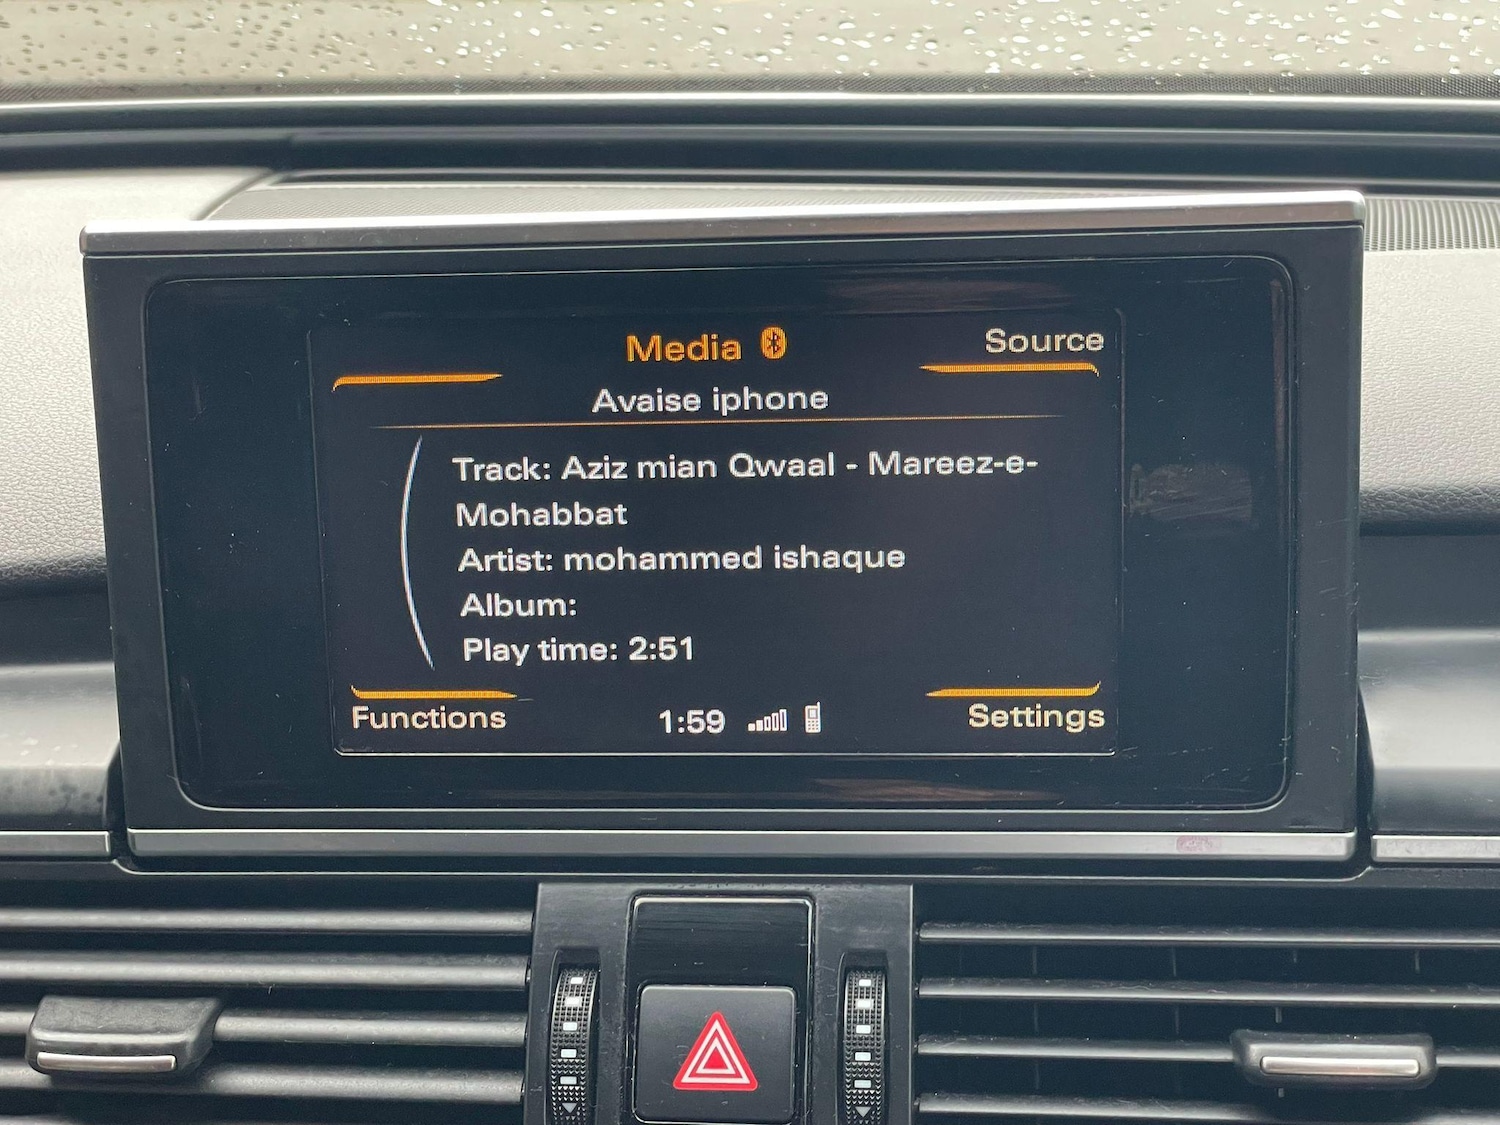 Media
Source
Avaise iphone
Track: Aziz mian Qwaal - Mareez-e-
Mohabbat
Artist: mohammed ishaque
Album:
Play time: 2:51
Functions
1:59
Settings